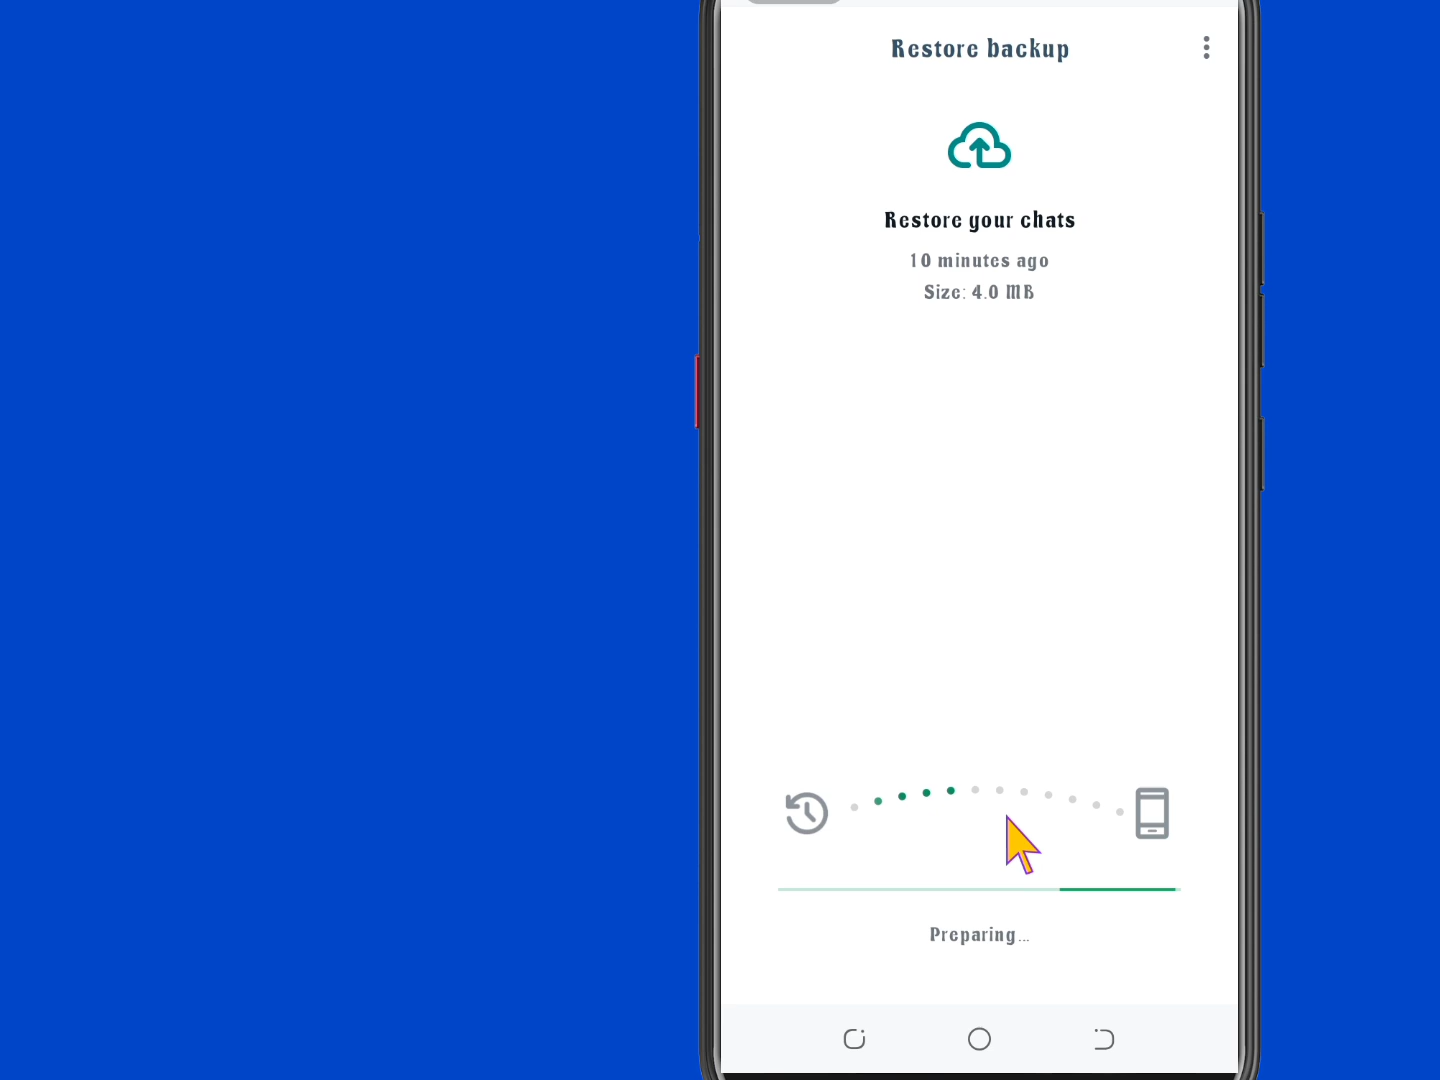 Restore backup
Restore your chats
10 minutes ago
Size: 4.0 MB
Preparing...